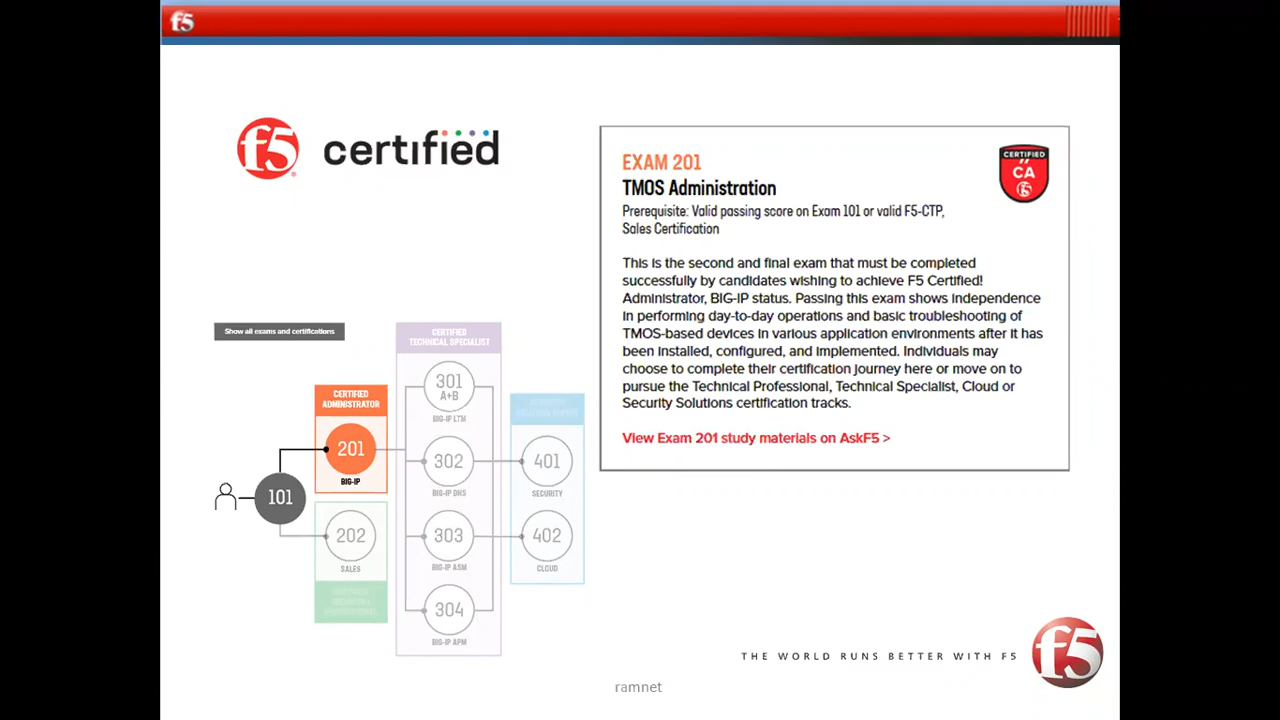 f5
f5 certified
EXAM 201
TMOS Administration
Prerequisite: Valid passing score on Exam 101 or valid F5-CTP,
Sales Certification
CERTIFIED
CA
f5
This is the second and final exam that must be completed
successfully by candidates wishing to achieve F5 Certified!
Administrator, BIG-IP status. Passing this exam shows independence
in performing day-to-day operations and basic troubleshooting of
TMOS-based devices in various application environments after it has
been installed, configured, and implemented. Individuals may
choose to complete their certification journey here or move on to
pursue the Technical Professional, Technical Specialist, Cloud or
Security Solutions certification tracks.
View Exam 201 study materials on AskF5 >
Show all exams and certifications
101
CERTIFIED
ADMINISTRATOR
201
BIG-IP
202
SALES
CERTIFIED
TECHNICAL SPECIALIST
301
A+B
BIG-IP LTM
302
BIG-IP DNS
303
BIG-IP ASM
304
BIG-IP APM
401
SECURITY
402
CLOUD
THE WORLD RUNS BETTER WITH F5
f5
ramnet